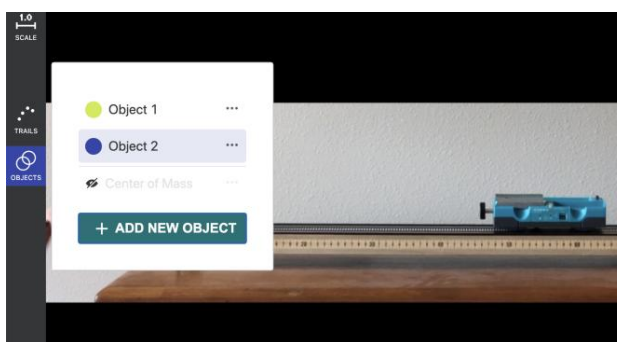 1.0
SCALE
TRAILS
OBJECTS
Object 1 ...
Object 2 ...
Center of Mass ...
+ ADD NEW OBJECT